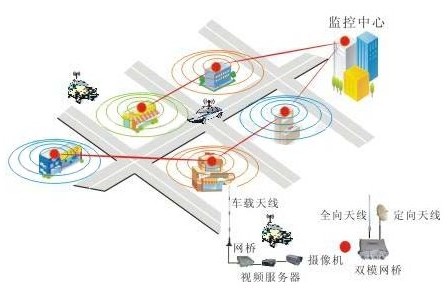 监控中心
车载天线
网桥
视频服务器
摄像机
全向天线
定向天线
双模网桥